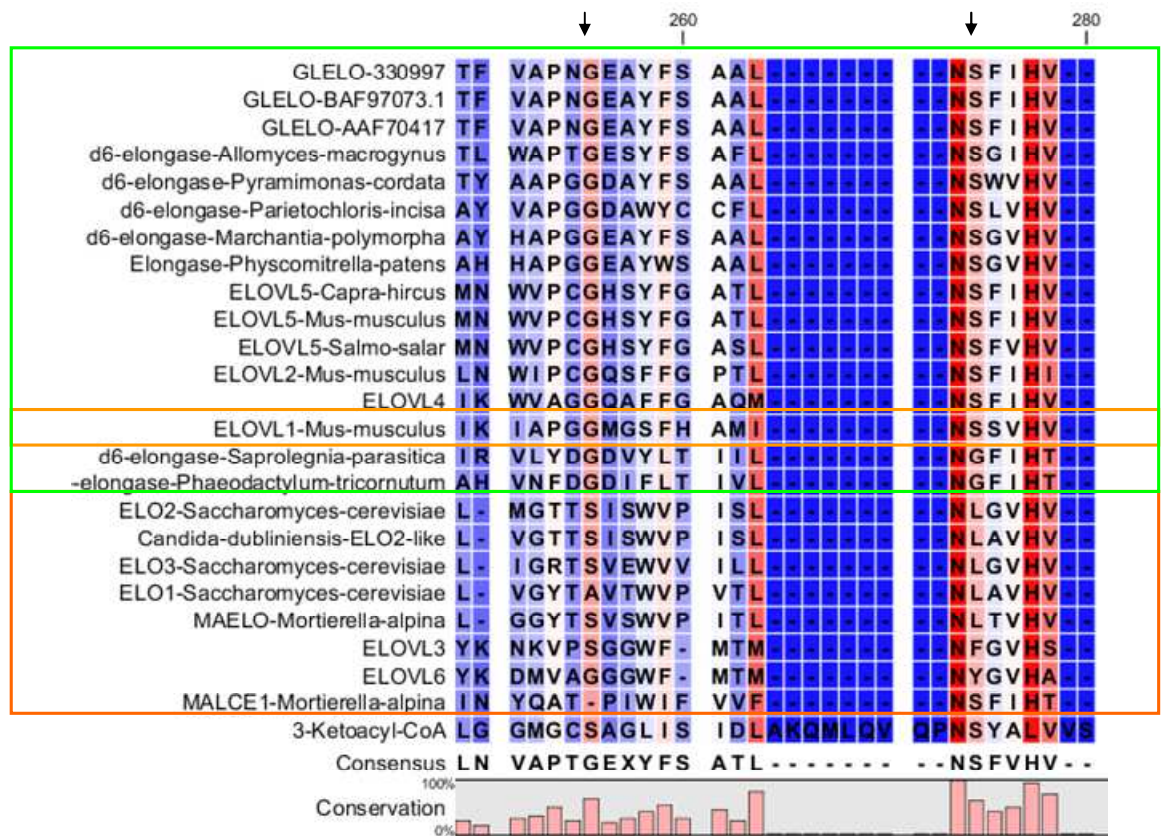 260 280
GLELO-330997 TF VAPNGEAYFS AAL------- --NSFIHV--
GLELO-BAF97073.1 TF VAPNGEAYFS AAL------- --NSFIHV--
GLELO-AAF70417 TF VAPNGEAYFS AAL------- --NSFIHV--
d6-elongase-Allomyces-macrogynus TL WAPTGESYFS AFL------- --NSGIHV--
d6-elongase-Pyramimonas-cordata TY AAPGGDAYFS AAL------- --NSWVHV--
d6-elongase-Parietochloris-incisa AY VAPGGDAWYC CFL------- --NSLVHV--
d6-elongase-Marchantia-polymorpha AY HAPGGEAYFS AAL------- --NSGVHV--
Elongase-Physcomitrella-patens AH HAPGGEAYWS AAL------- --NSGVHV--
ELOVL5-Capra-hircus MN WVPCGHSYFG ATL------- --NSFIHV--
ELOVL5-Mus-musculus MN WVPCGHSYFG ATL------- --NSFIHV--
ELOVL5-Salmo-salar MN WVPCGHSYFG ASL------- --NSFVHV--
ELOVL2-Mus-musculus LN WIPCGQSFFG PTL------- --NSFIHI--
ELOVL4 IK WVAGGQAFFG AQM------- --NSFIHV--
ELOVL1-Mus-musculus IK IAPGGMGSFH AMI------- --NSSVHV--
d6-elongase-Saprolegnia-parasitica IR VLYDGDVYLT IIL------- --NGFIHT--
-elongase-Phaeodactylum-tricornutum AH VNFDGDIFLT IVL------- --NGFIHT--
ELO2-Saccharomyces-cerevisiae L- MGTTSISWVP ISL------- --NLGVHV--
Candida-dubliniensis-ELO2-like L- VGTTSISWVP ISL------- --NLAVHV--
ELO3-Saccharomyces-cerevisiae L- IGRTSVEWVV ILL------- --NLGVHV--
ELO1-Saccharomyces-cerevisiae L- VGYTAVTWVP VTL------- --NLAVHV--
MAELO-Mortierella-alpina L- GGYTSVSWVP ITL------- --NLTVHV--
ELOVL3 YK NKVPSGGWF- MTM------- --NFGVHS--
ELOVL6 YK DMVAGGGWF- MTM------- --NYGVHA--
MALCE1-Mortierella-alpina IN YQAT-PIWIF VVF------- --NSFIHT--
3-Ketoacyl-CoA LG GMGCSAGLIS IDLAKQMLQV QPNSYALVVS
Consensus LN VAPTGEXYFS ATL------- --NSFVHV--
100%
Conservation
0%